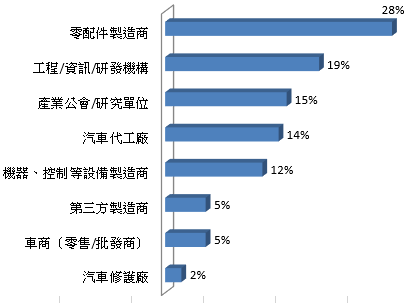 零配件製造商 28%
工程/資訊/研發機構 19%
產業公會/研究單位 15%
汽車代工廠 14%
機器、控制等設備製造商 12%
第三方製造商 5%
車商〔零售/批發商〕 5%
汽車修護廠 2%